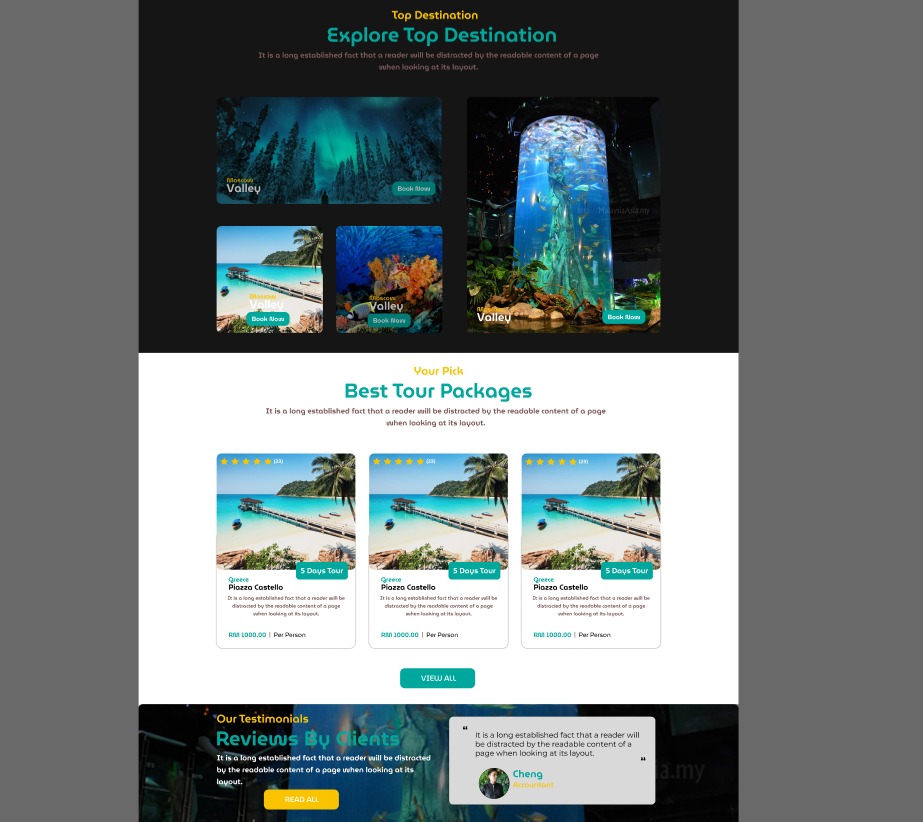 Top Destination
Explore Top Destination
It is a long established fact that a reader will be distracted by the readable content of a page
when looking at its layout.
Moscow
Valley
Book Now
http://MalaysiaAsia.my
Moscow
Valley
Book Now
Moscow
Valley
Book Now
Valley
Book Now
Your Pick
Best Tour Packages
It is a long established fact that a reader will be distracted by the readable content of a page
when looking at its layout.
(23)
5 Days Tour
Greece
Piazza Castello
It is a long established fact that a reader will be
distracted by the readable content of a page
when looking at its layout.
RM 1000.00 | Per Person
(23)
5 Days Tour
Greece
Piazza Castello
It is a long established fact that a reader will be
distracted by the readable content of a page
when looking at its layout.
RM 1000.00 | Per Person
(23)
5 Days Tour
Greece
Piazza Castello
It is a long established fact that a reader will be
distracted by the readable content of a page
when looking at its layout.
RM 1000.00 | Per Person
VIEW ALL
Our Testimonials
Reviews By Clients
It is a long established fact that a reader will be distracted
by the readable content of a page when looking at its
layout.
READ ALL
“
It is a long established fact that a reader will
be distracted by the readable content of a
page when looking at its layout.
”
Cheng
Accountant
ia.my